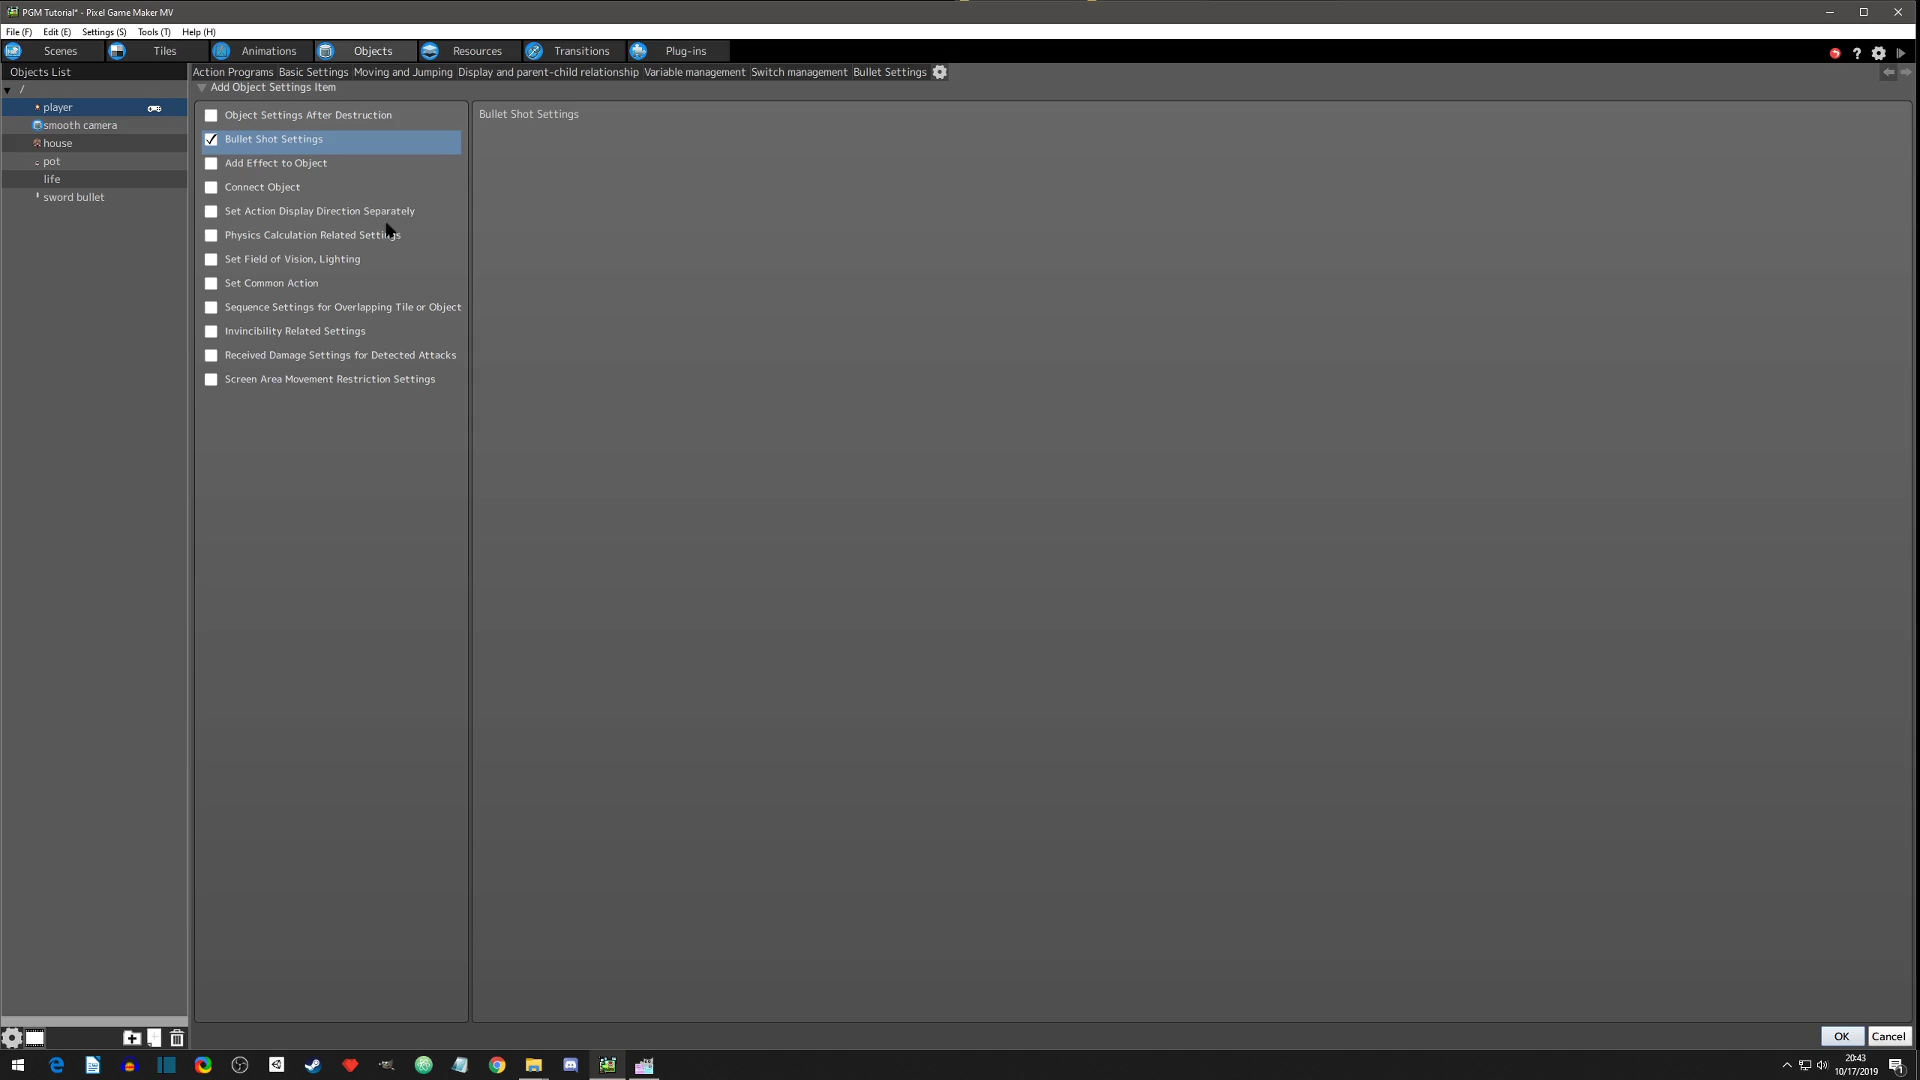 PGM Tutorial* - Pixel Game Maker MV
File (F) Edit (E) Settings (S) Tools (T) Help (H)
Scenes Tiles Animations Objects Resources Transitions Plug-ins
Objects List
Action Programs Basic Settings Moving and Jumping Display and parent-child relationship Variable management Switch management Bullet Settings
/
Add Object Settings Item
player
smooth camera
house
pot
life
sword bullet
Object Settings After Destruction
Bullet Shot Settings
Add Effect to Object
Connect Object
Set Action Display Direction Separately
Physics Calculation Related Settings
Set Field of Vision, Lighting
Set Common Action
Sequence Settings for Overlapping Tile or Object
Invincibility Related Settings
Received Damage Settings for Detected Attacks
Screen Area Movement Restriction Settings
Bullet Shot Settings
OK Cancel
20:43
10/17/2019